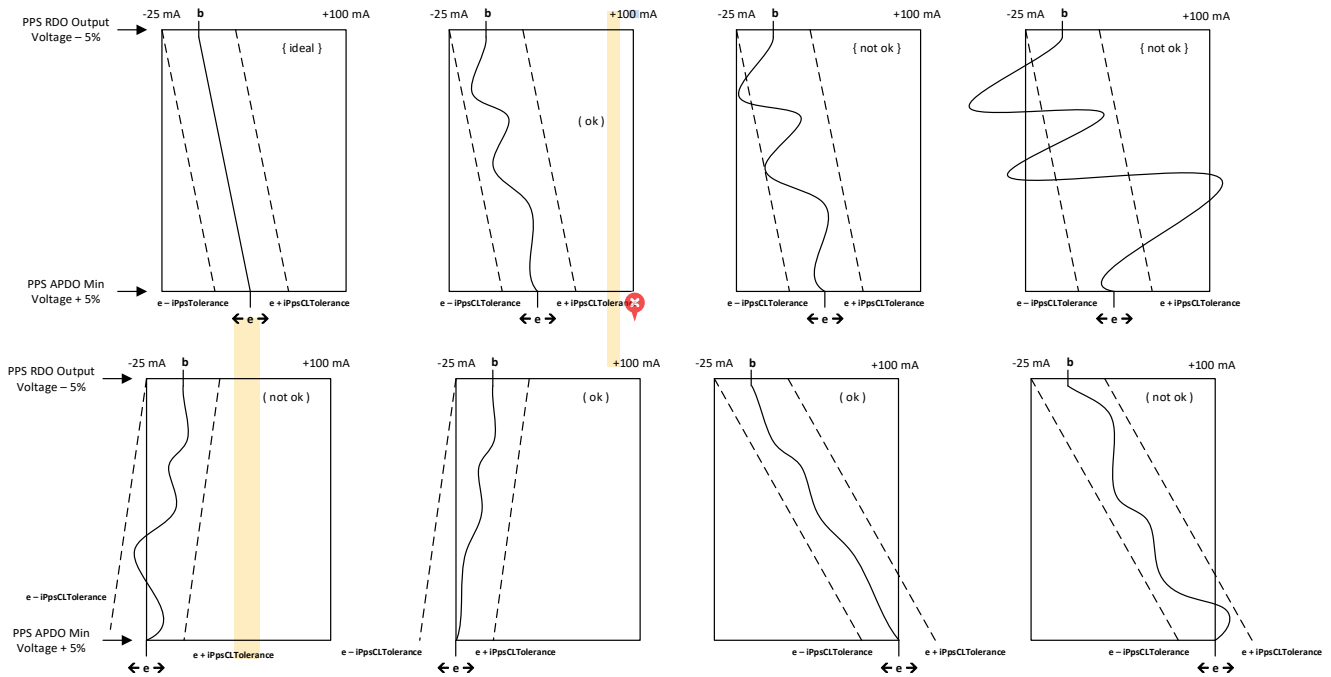 -25 mA b +100 mA
-25 mA b +100 mA
-25 mA b +100 mA
-25 mA b +100 mA
PPS RDO Output
Voltage – 5%
{ ideal }
( ok )
{ not ok }
{ not ok }
PPS APDO Min
Voltage + 5%
e – iPpsTolerance e + iPpsCLTolerance
e – iPpsCLTolerance e + iPpsCLTolerance
e – iPpsCLTolerance e + iPpsCLTolerance
e – iPpsCLTolerance e + iPpsCLTolerance
e
e
e
e
-25 mA b +100 mA
-25 mA b +100 mA
-25 mA b +100 mA
-25 mA b +100 mA
PPS RDO Output
Voltage – 5%
( not ok )
( ok )
( ok )
( not ok )
e – iPpsCLTolerance
PPS APDO Min
Voltage + 5%
e + iPpsCLTolerance
e – iPpsCLTolerance e + iPpsCLTolerance
e – iPpsCLTolerance e + iPpsCLTolerance
e – iPpsCLTolerance e + iPpsCLTolerance
e
e
e
e